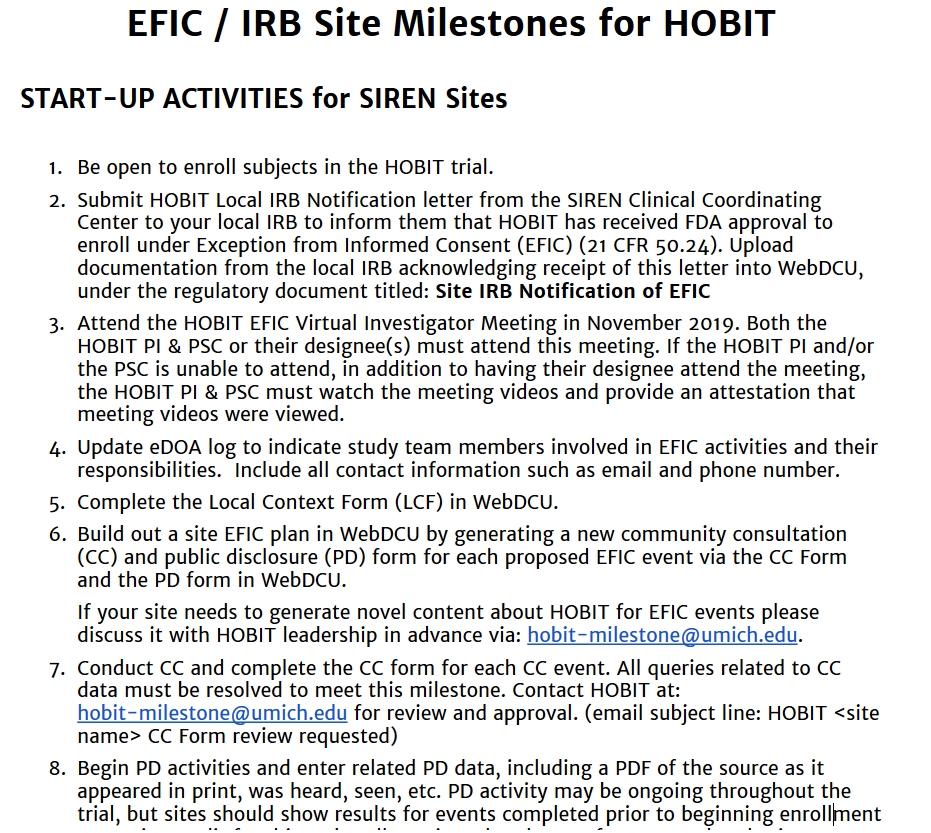 EFIC / IRB Site Milestones for HOBIT
START-UP ACTIVITIES for SIREN Sites
1. Be open to enroll subjects in the HOBIT trial.
2. Submit HOBIT Local IRB Notification letter from the SIREN Clinical Coordinating
Center to your local IRB to inform them that HOBIT has received FDA approval to
enroll under Exception from Informed Consent (EFIC) (21 CFR 50.24). Upload
documentation from the local IRB acknowledging receipt of this letter into WebDCU,
under the regulatory document titled: Site IRB Notification of EFIC
3. Attend the HOBIT EFIC Virtual Investigator Meeting in November 2019. Both the
HOBIT PI & PSC or their designee(s) must attend this meeting. If the HOBIT PI and/or
the PSC is unable to attend, in addition to having their designee attend the meeting,
the HOBIT PI & PSC must watch the meeting videos and provide an attestation that
meeting videos were viewed.
4. Update eDOA log to indicate study team members involved in EFIC activities and their
responsibilities. Include all contact information such as email and phone number.
5. Complete the Local Context Form (LCF) in WebDCU.
6. Build out a site EFIC plan in WebDCU by generating a new community consultation
(CC) and public disclosure (PD) form for each proposed EFIC event via the CC Form
and the PD form in WebDCU.
If your site needs to generate novel content about HOBIT for EFIC events please
discuss it with HOBIT leadership in advance via: hobit-milestone@umich.edu.
7. Conduct CC and complete the CC form for each CC event. All queries related to CC
data must be resolved to meet this milestone. Contact HOBIT at:
hobit-milestone@umich.edu for review and approval. (email subject line: HOBIT <site
name> CC Form review requested)
8. Begin PD activities and enter related PD data, including a PDF of the source as it
appeared in print, was heard, seen, etc. PD activity may be ongoing throughout the
trial, but sites should show results for events completed prior to beginning enrollment